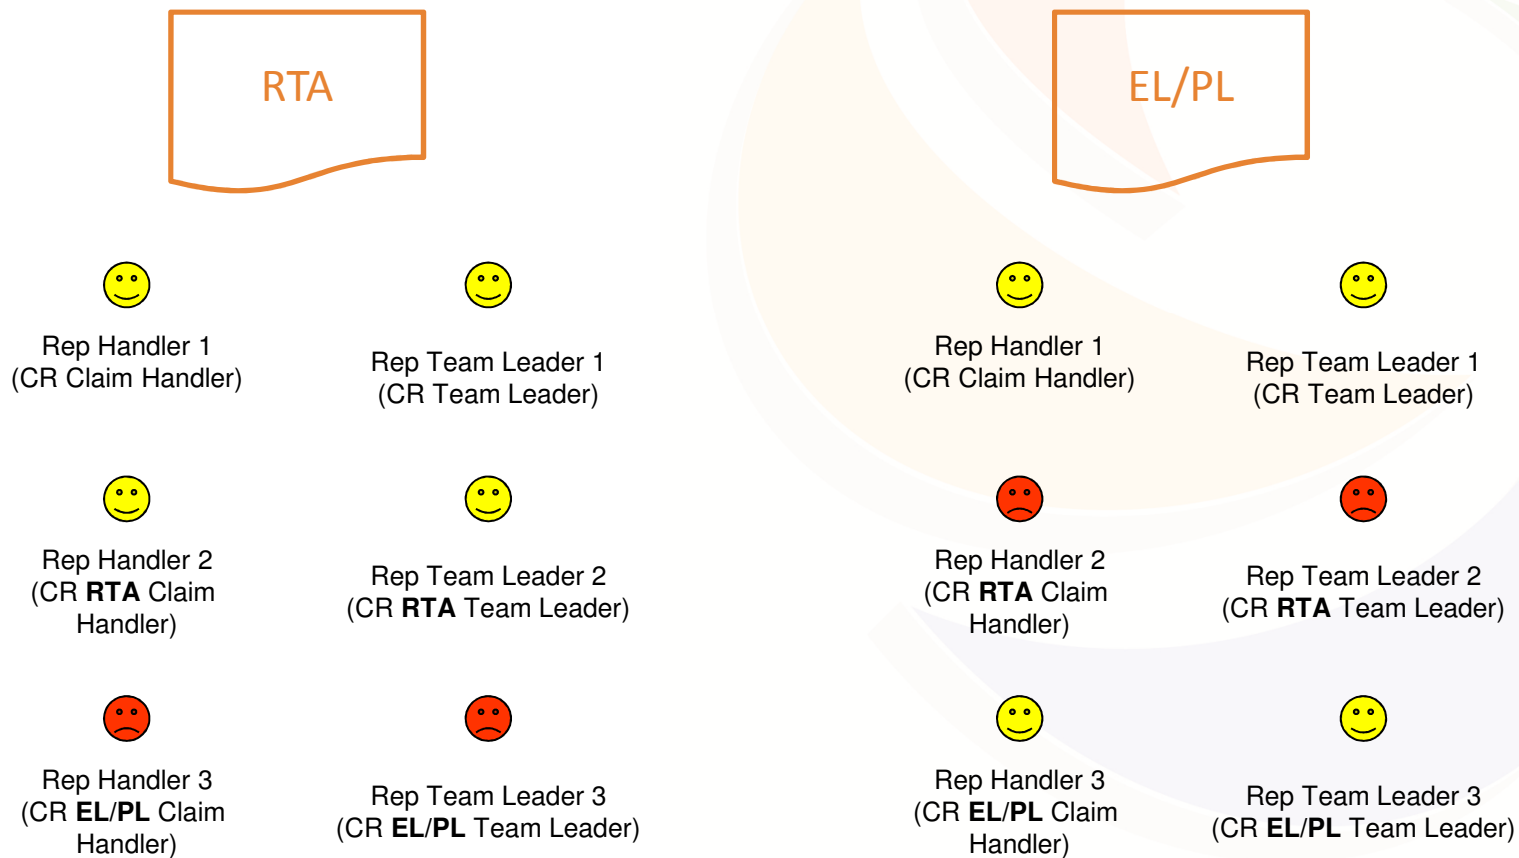 RTA
EL/PL
Rep Handler 1
(CR Claim Handler)
Rep Team Leader 1
(CR Team Leader)
Rep Handler 1
(CR Claim Handler)
Rep Team Leader 1
(CR Team Leader)
Rep Handler 2
(CR RTA Claim
Handler)
Rep Team Leader 2
(CR RTA Team Leader)
Rep Handler 2
(CR RTA Claim
Handler)
Rep Team Leader 2
(CR RTA Team Leader)
Rep Handler 3
(CR EL/PL Claim
Handler)
Rep Team Leader 3
(CR EL/PL Team Leader)
Rep Handler 3
(CR EL/PL Claim
Handler)
Rep Team Leader 3
(CR EL/PL Team Leader)